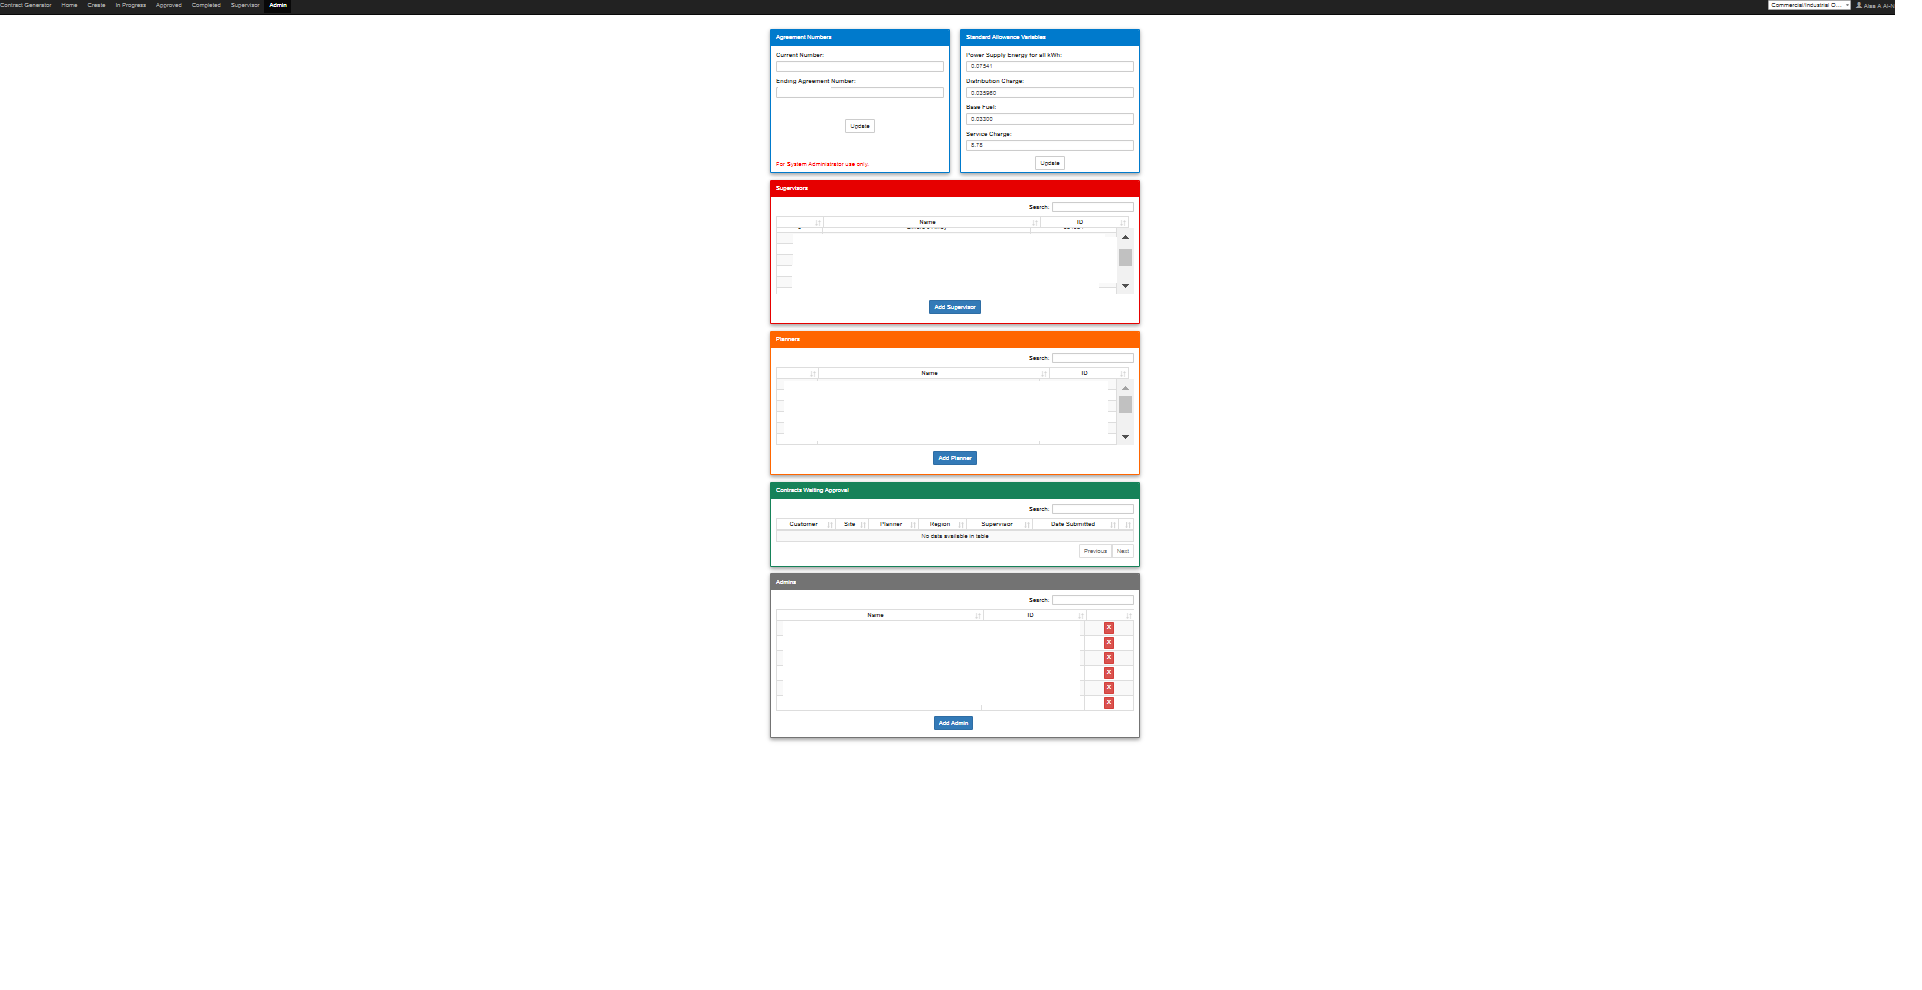 Contract Generator Home Create In Progress Approved Completed Supervisor Admin Commercial/Industrial O... Alaa A Al-N
Agreement Numbers
Current Number:
Ending Agreement Number:
Update
For System Administrator use only.
Standard Allowance Variables
Power Supply Energy for all kWh:
0.07541
Distribution Charge:
0.035960
Base Fuel:
0.03200
Service Charge:
8.78
Update
Supervisors
Search:
Name ID
Add Supervisor
Planners
Search:
Name ID
Add Planner
Contracts Waiting Approval
Search:
Customer Site Planner Region Supervisor Date Submitted
No data available in table
Previous Next
Admins
Search:
Name ID
X
X
X
X
X
X
Add Admin